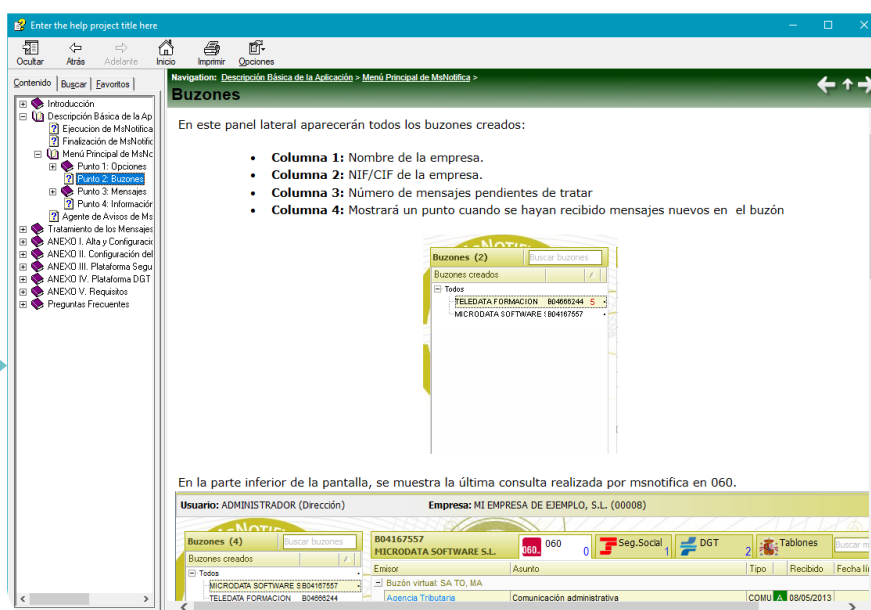 Enter the help project title here
Ocultar Atrás Adelante Inicio Imprimir Opciones
Contenido Buscar Favoritos
Introducción
Descripción Básica de la Ap
Ejecucion de MsNotifica
Finalización de MsNotific
Menú Principal de MsNc
Punto 1: Opciones
Punto 2: Buzones
Punto 3: Mensajes
Punto 4: Informaciór
Agente de Avisos de Ms
Tratamiento de los Mensajes
ANEXO I. Alta y Configuració
ANEXO II. Configuración del
ANEXO III. Plataforma Segu
ANEXO IV. Plataforma DGT
ANEXO V. Requisitos
Preguntas Frecuentes
Navigation: Descripción Básica de la Aplicación > Menú Principal de MsNotifica >
Buzones
En este panel lateral aparecerán todos los buzones creados:
• Columna 1: Nombre de la empresa.
• Columna 2: NIF/CIF de la empresa.
• Columna 3: Número de mensajes pendientes de tratar
• Columna 4: Mostrará un punto cuando se hayan recibido mensajes nuevos en el buzón
Buzones (2) Buscar buzones
Buzones creados
Todos
TELEDATA FORMACION B04666244 5
MICRODATA SOFTWARE S B04167557
En la parte inferior de la pantalla, se muestra la última consulta realizada por msnotifica en 060.
Usuario: ADMINISTRADOR (Dirección) Empresa: MI EMPRESA DE EJEMPLO, S.L. (00008)
Buzones (4) Buscar buzones
Buzones creados
Todos
MICRODATA SOFTWARE S B04167557
TELEDATA FORMACION B04666244
B04167557
MICRODATA SOFTWARE S.L.
060. 060 0 Seg.Social 1 DGT 2 Tablones Buscar m
Emisor Asunto Tipo Recibido Fecha lí
Buzón virtual: SA TO, MA
Agencia Tributaria Comunicación administrativa COMU A 08/05/2013